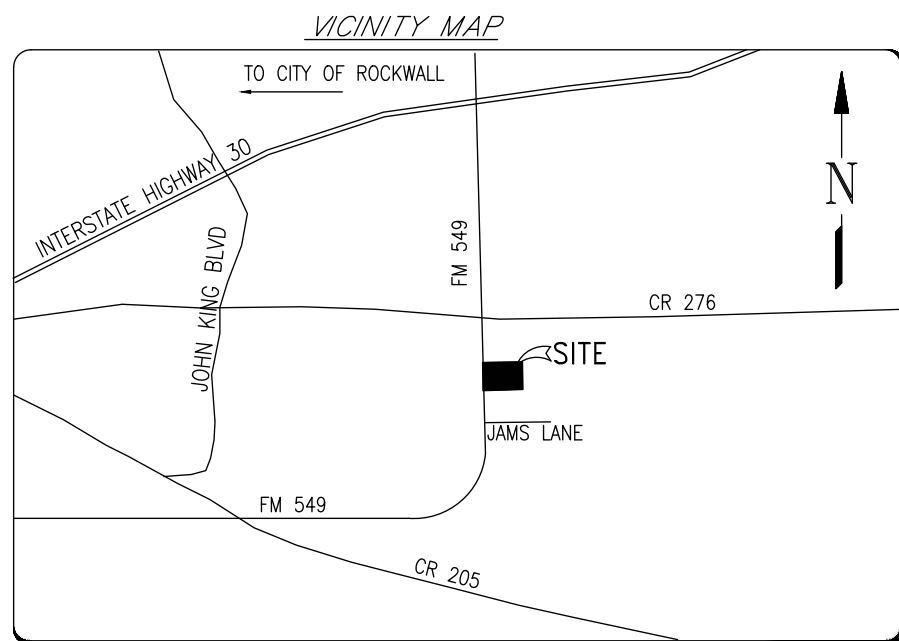 VICINITY MAP
TO CITY OF ROCKWALL
INTERSTATE HIGHWAY 30
N
JOHN KING BLVD
FM 549
CR 276
SITE
JAMS LANE
FM 549
CR 205